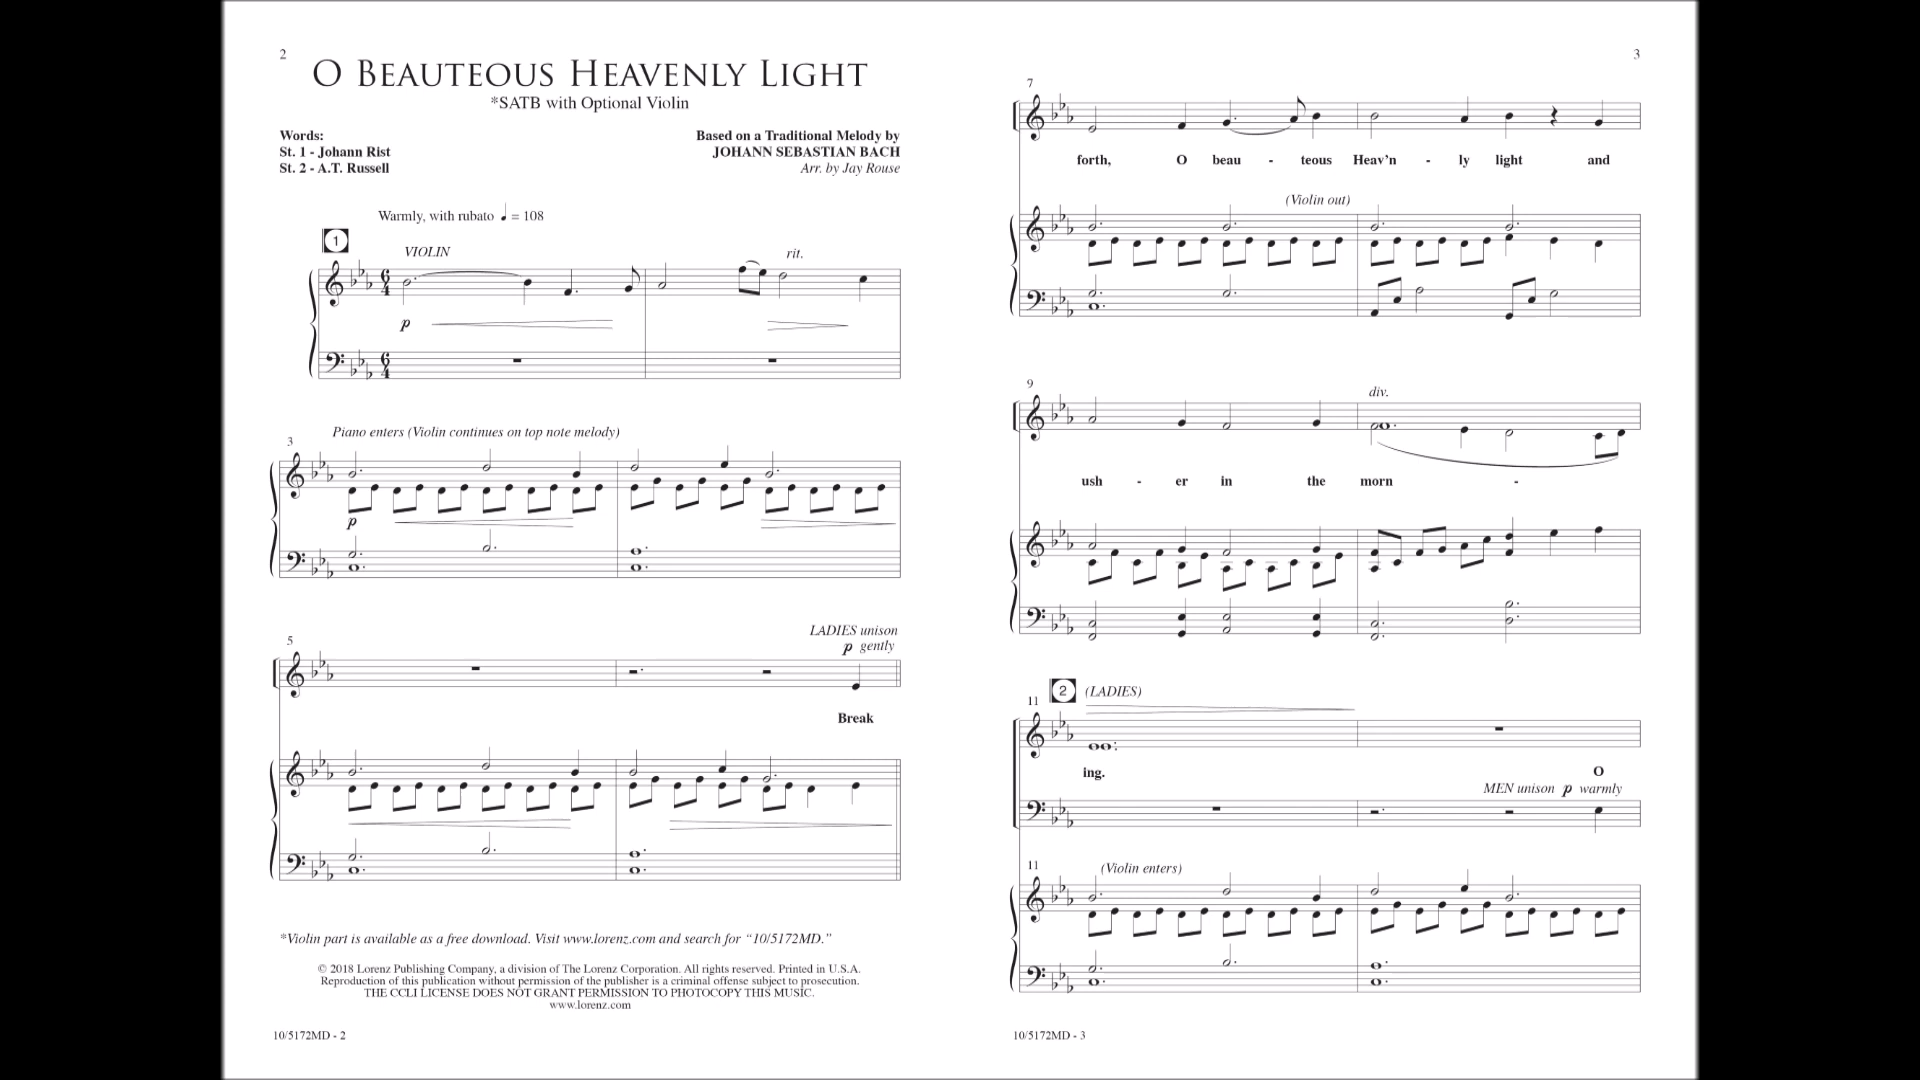 2
O Beauteous Heavenly Light
*SATB with Optional Violin
Words:
St. 1 - Johann Rist
St. 2 - A.T. Russell
Based on a Traditional Melody by
JOHANN SEBASTIAN BACH
Arr. by Jay Rouse
Warmly, with rubato ♩ = 108
1
VIOLIN
rit.
6
4
p
6
4
Piano enters (Violin continues on top note melody)
3
p
LADIES unison
5
p gently
Break
*Violin part is available as a free download. Visit www.lorenz.com and search for “10/5172MD.”
© 2018 Lorenz Publishing Company, a division of The Lorenz Corporation. All rights reserved. Printed in U.S.A.
Reproduction of this publication without permission of the publisher is a criminal offense subject to prosecution.
THE CCLI LICENSE DOES NOT GRANT PERMISSION TO PHOTOCOPY THIS MUSIC.
www.lorenz.com
10/5172MD - 2
3
7
forth, O beau - teous Heav’n - ly light and
(Violin out)
9
div.
ush - er in the morn -
2
(LADIES)
11
ing. O
MEN unison p warmly
11
(Violin enters)
10/5172MD - 3